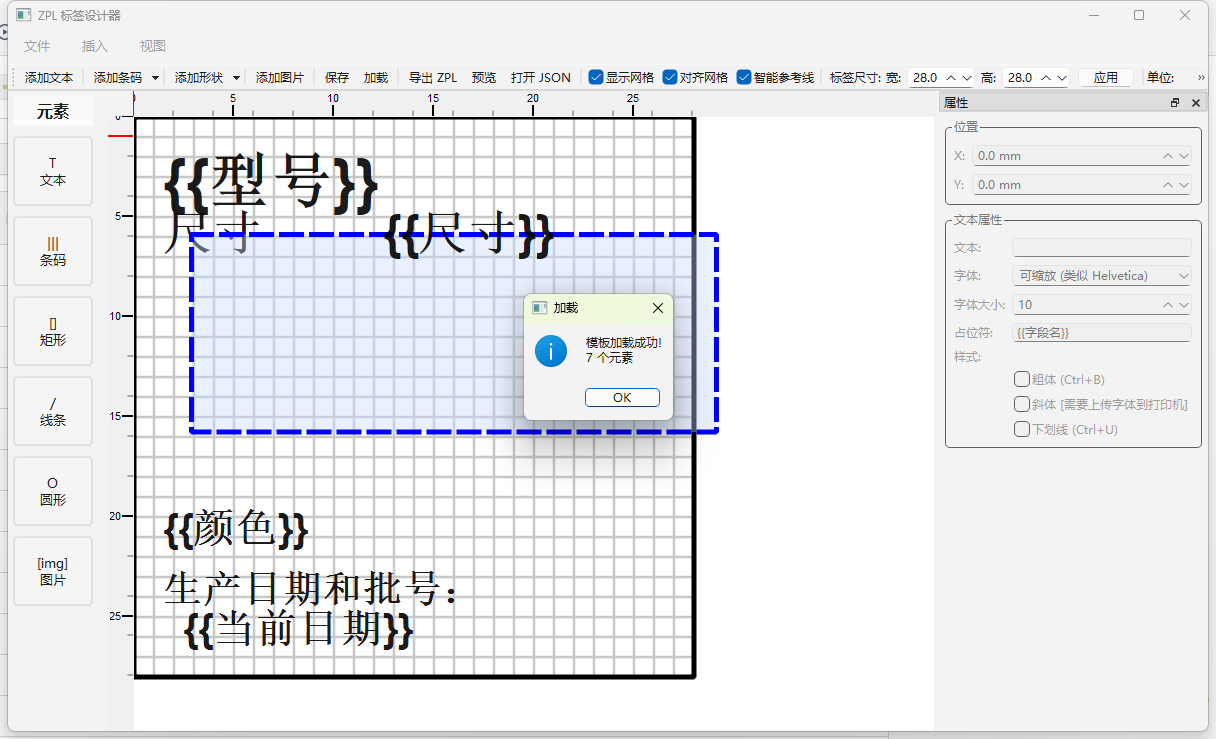 ZPL 标签设计器
文件 插入 视图
添加文本 添加条码 添加形状 添加图片 保存 加载 导出 ZPL 预览 打开 JSON 显示网格 对齐网格 智能参考线 标签尺寸: 宽: 28.0 高: 28.0 应用 单位: »
元素
T
文本
|||
条码
▯
矩形
/
线条
O
圆形
[img]
图片
0 5 10 15 20 25
0
5
10
15
20
25
{{型号}}
尺寸 {{尺寸}}
{{颜色}}
生产日期和批号：
{{当前日期}}
加载
模板加载成功!
7 个元素
OK
属性
位置
X: 0.0 mm
Y: 0.0 mm
文本属性
文本:
字体: 可缩放 (类似 Helvetica)
字体大小: 10
占位符: {{字段名}}
样式:
粗体 (Ctrl+B)
斜体 [需要上传字体到打印机]
下划线 (Ctrl+U)